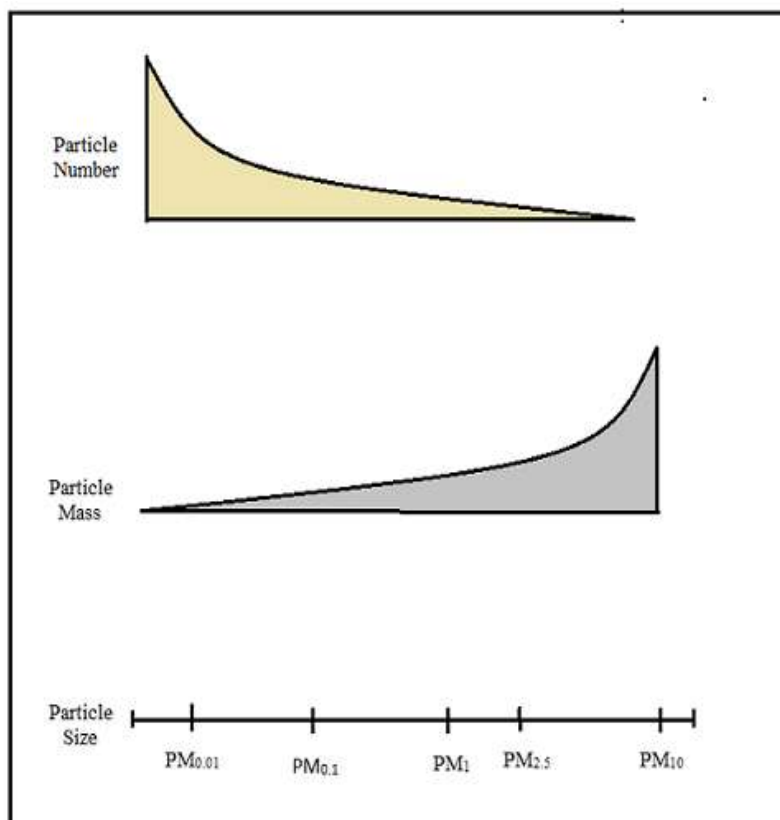 Particle
Number
Particle
Mass
Particle
Size
PM0.01 PM0.1 PM1 PM2.5 PM10